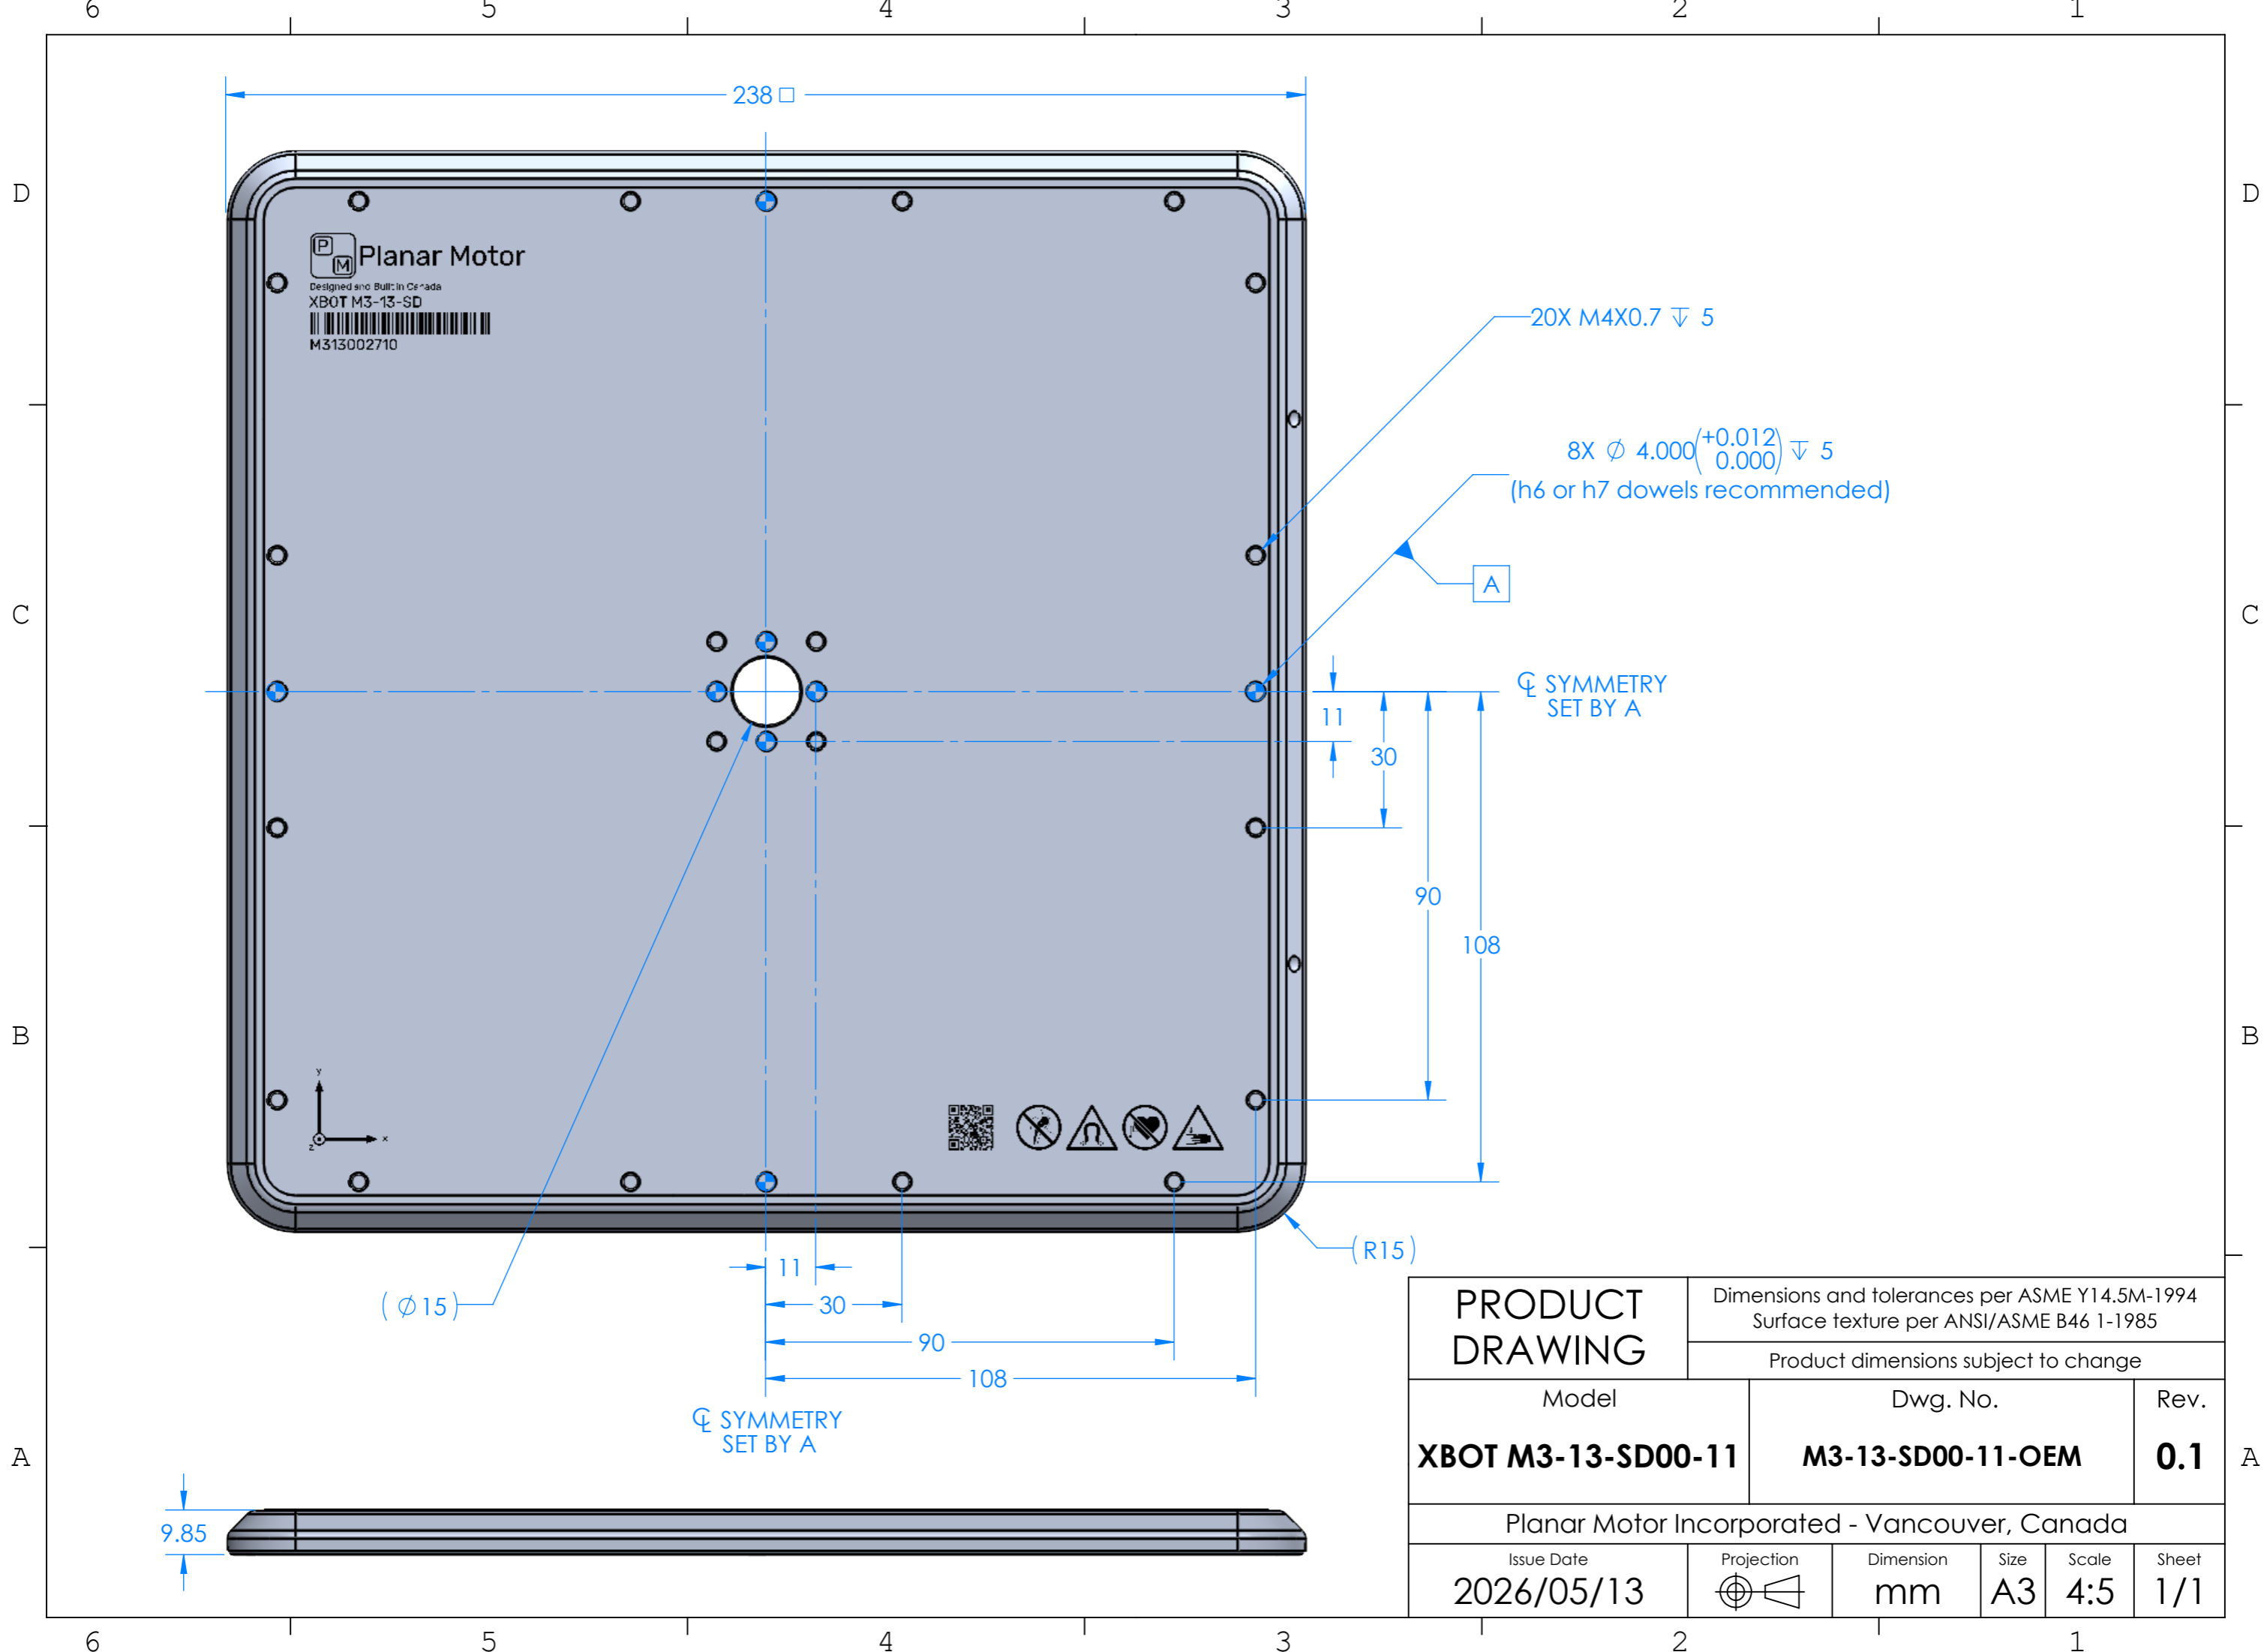 6 5 4 3 2 1
238 □
D D
P M Planar Motor
Designed and Built in Canada
XBOT M3-13-SD
M313002710
20X M4X0.7 ↧ 5
8X ∅ 4.000(+0.012 0.000) ↧ 5
(h6 or h7 dowels recommended)
A
C C
℄ SYMMETRY
SET BY A
11
30
90
108
B B
y
z x
(R15)
11
(∅15)
30
90
108
℄ SYMMETRY
SET BY A
A A
9.85
PRODUCT
DRAWING
Dimensions and tolerances per ASME Y14.5M-1994
Surface texture per ANSI/ASME B46 1-1985
Product dimensions subject to change
Model Dwg. No. Rev.
XBOT M3-13-SD00-11 M3-13-SD00-11-OEM 0.1
Planar Motor Incorporated - Vancouver, Canada
Issue Date Projection Dimension Size Scale Sheet
2026/05/13 mm A3 4:5 1/1
6 5 4 3 2 1